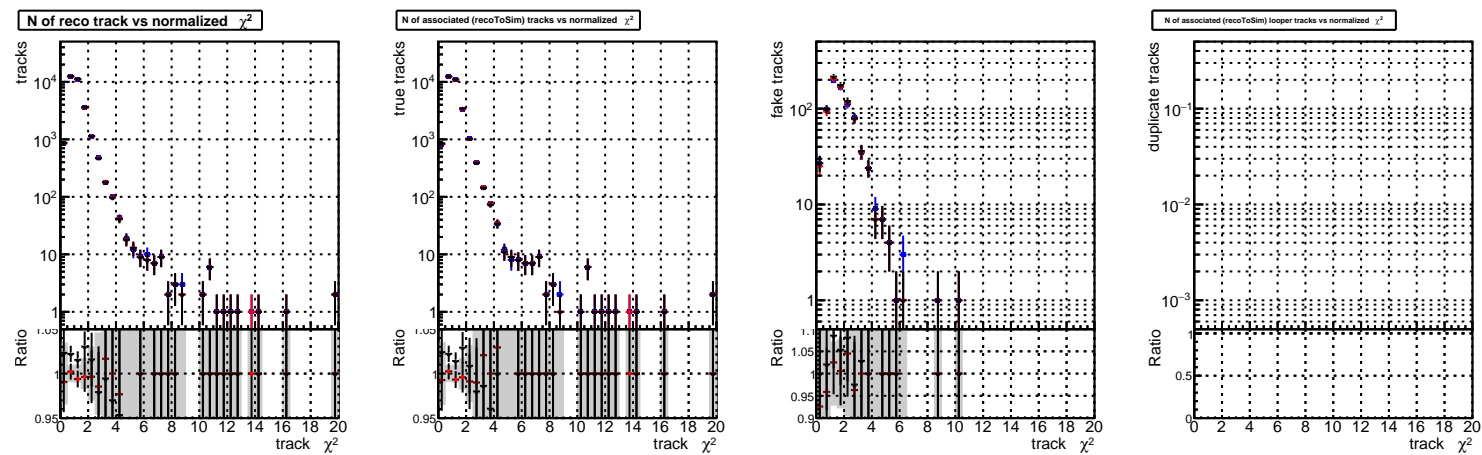 N of reco track vs normalized χ²
tracks
10⁴
10³
10²
10
1
Ratio
1.05
1
0.95
0 2 4 6 8 10 12 14 16 18 20
track χ²
N of associated (recoToSim) tracks vs normalized χ²
true tracks
10⁴
10³
10²
10
1
Ratio
1.05
1
0.95
0 2 4 6 8 10 12 14 16 18 20
track χ²
fake tracks
10²
10
1
Ratio
1.1
1.05
1
0.95
0.9
0 2 4 6 8 10 12 14 16 18 20
track χ²
N of associated (recoToSim) looper tracks vs normalized χ²
duplicate tracks
10⁻¹
10⁻²
10⁻³
Ratio
1
0.5
0
0 2 4 6 8 10 12 14 16 18 20
track χ²